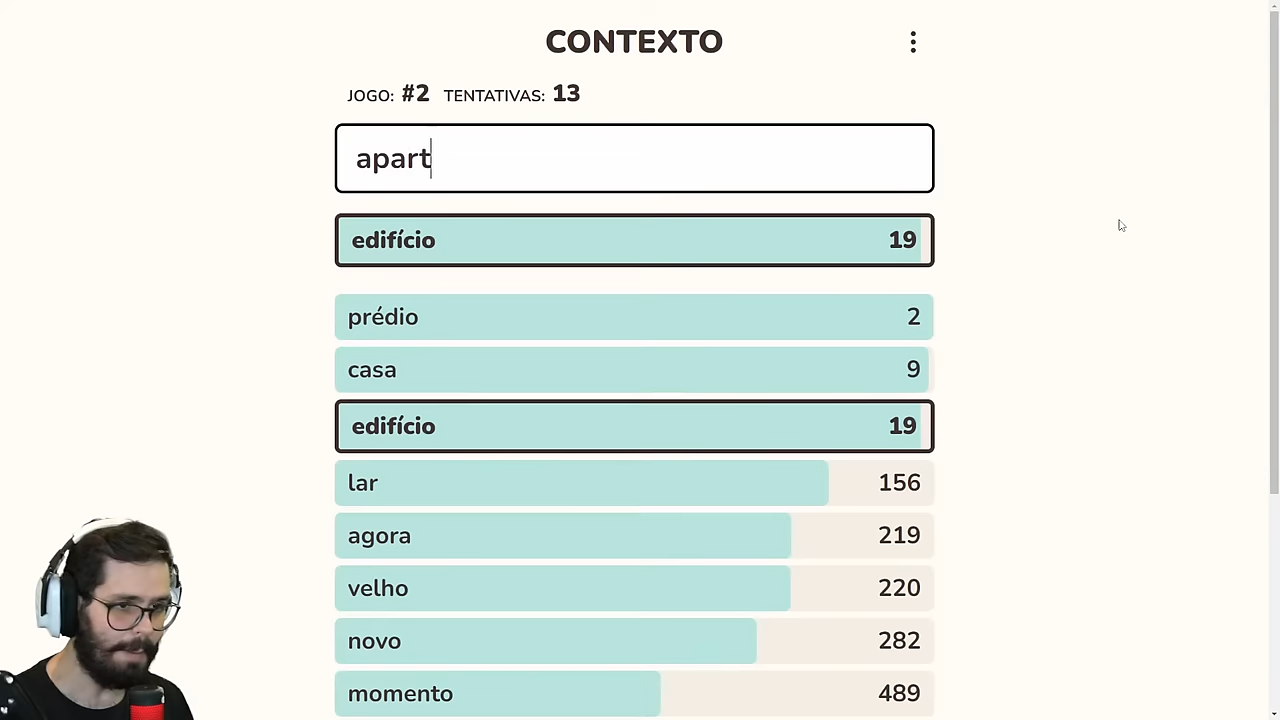 CONTEXTO
JOGO: #2 TENTATIVAS: 13
apart
edifício 19
prédio 2
casa 9
edifício 19
lar 156
agora 219
velho 220
novo 282
momento 489